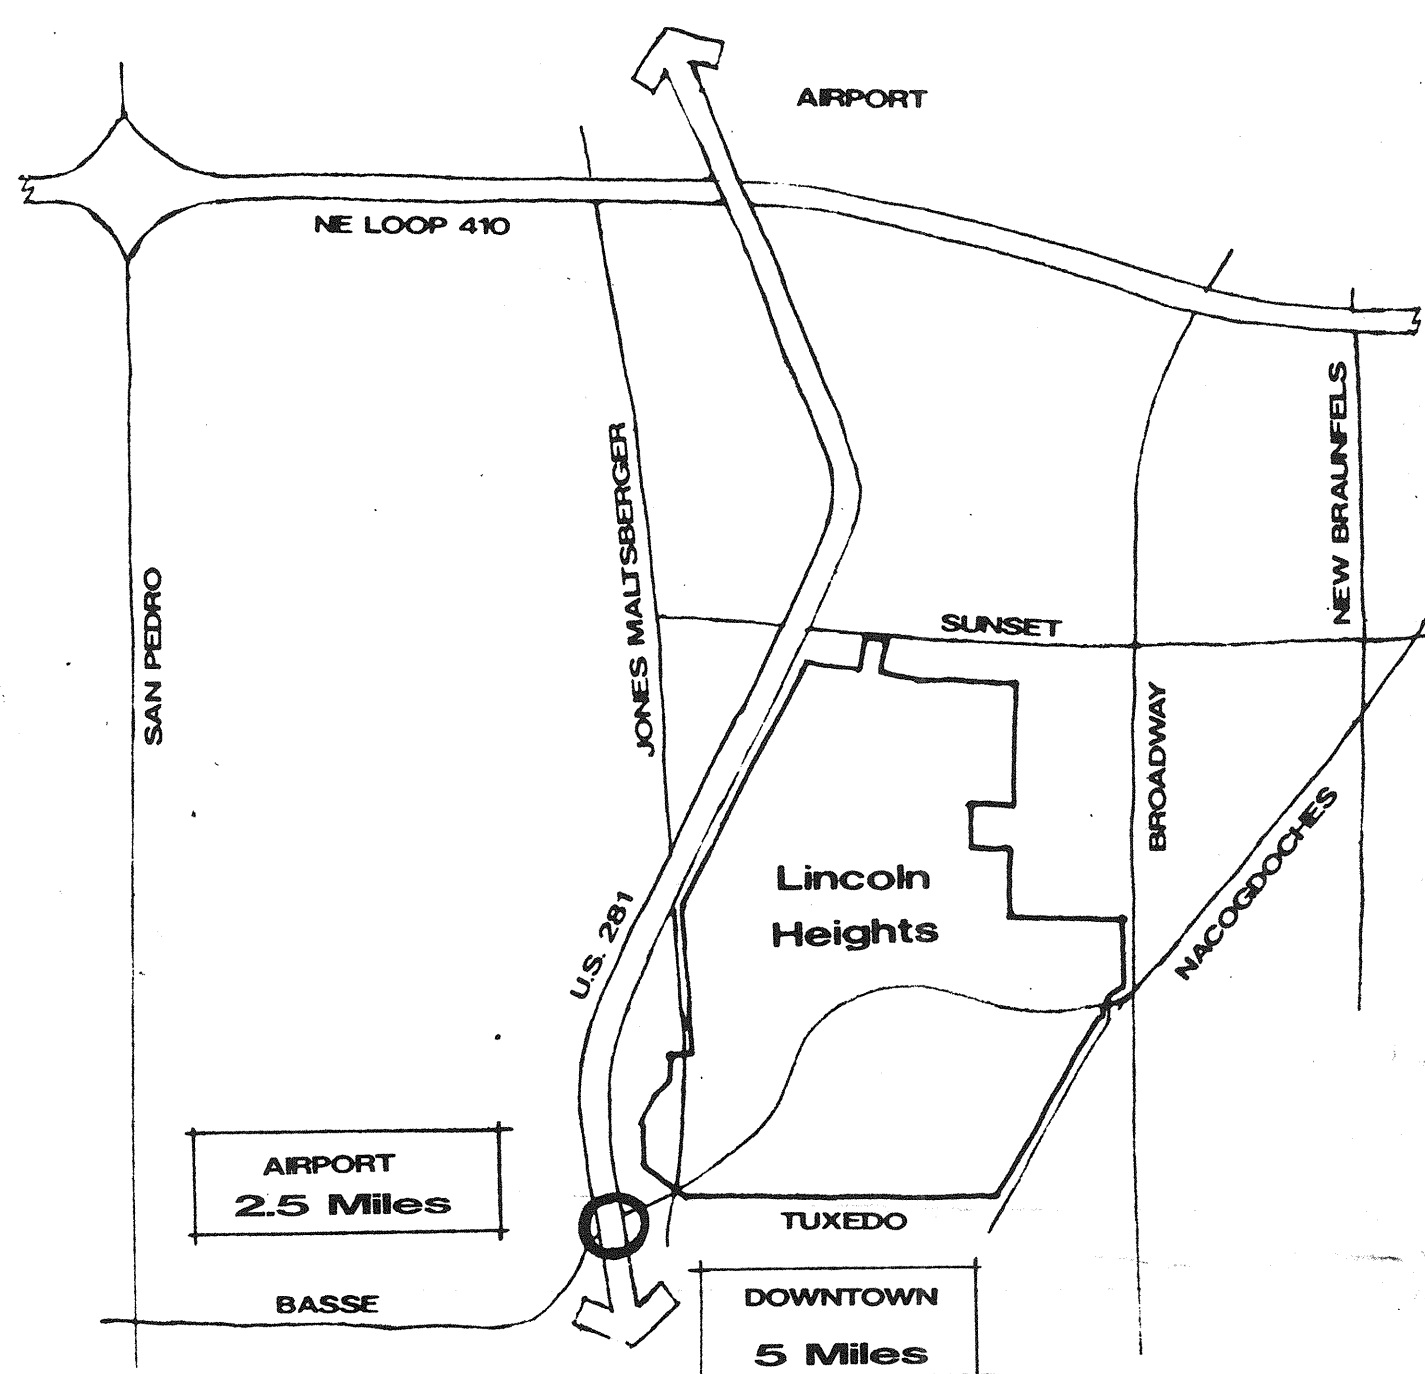 AIRPORT
NE LOOP 410
NEW BRAUNFELS
JONES MALTSBERGER
SAN PEDRO
SUNSET
BROADWAY
NACOGDOCHES
Lincoln
Heights
U.S. 281
AIRPORT
2.5 Miles
TUXEDO
BASSE
DOWNTOWN
5 Miles